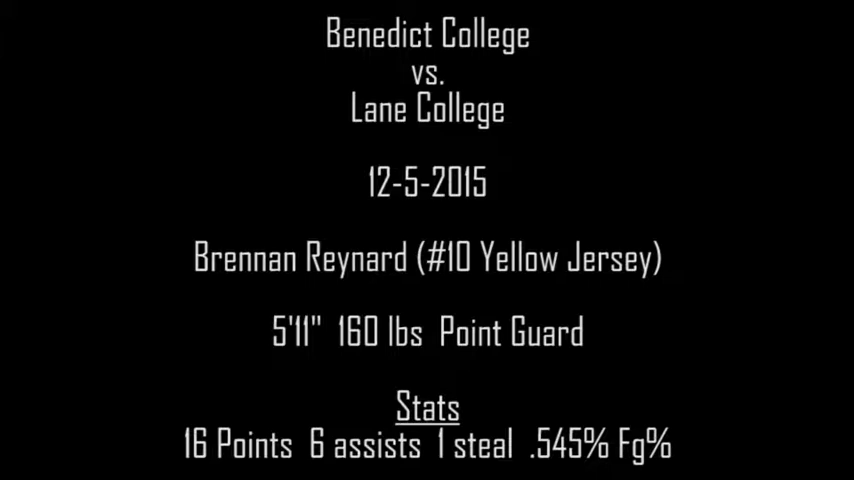 Benedict College
vs.
Lane College
12-5-2015
Brennan Reynard (#10 Yellow Jersey)
5'11" 160 lbs Point Guard
Stats
16 Points 6 assists 1 steal .545% Fg%